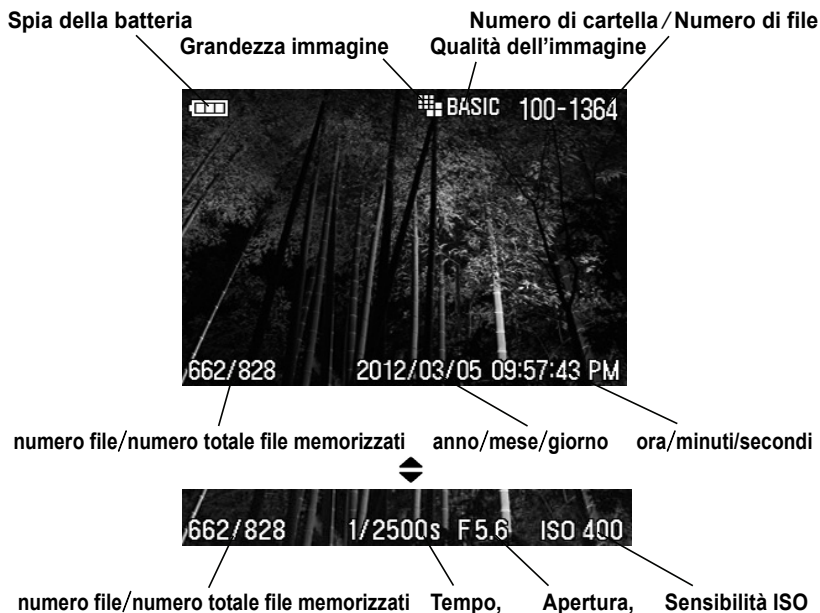 Spia della batteria
Numero di cartella/Numero di file
Grandezza immagine
Qualità dell'immagine
BASIC
100-1364
662/828
2012/03/05 09:57:43 PM
numero file/numero totale file memorizzati
anno/mese/giorno
ora/minuti/secondi
662/828
1/2500s
F5.6
ISO 400
numero file/numero totale file memorizzati
Tempo,
Apertura,
Sensibilità ISO